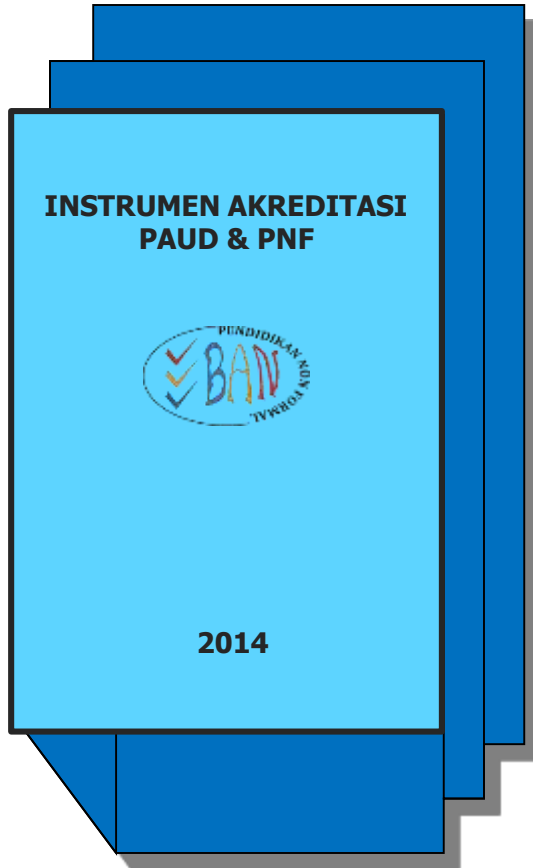 INSTRUMEN AKREDITASI
PAUD & PNF
PENDIDIKAN NON FORMAL
BAN
2014